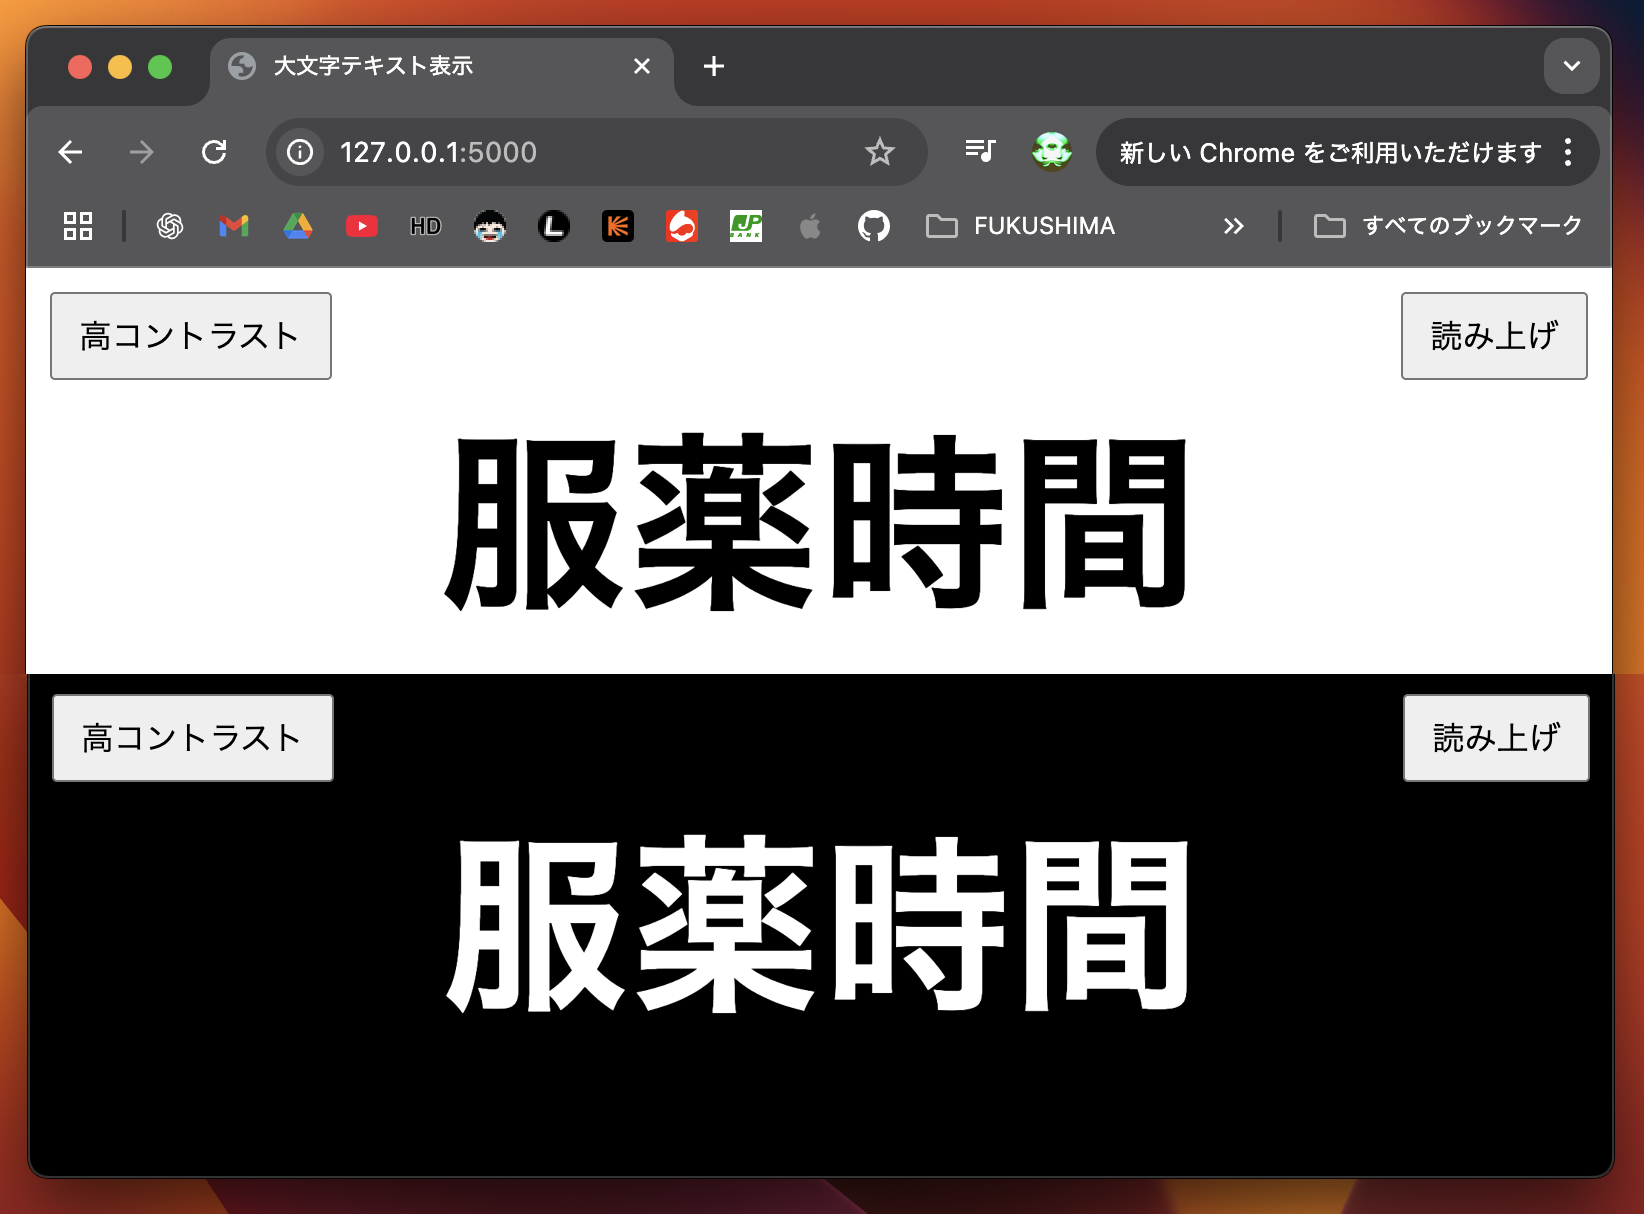 大文字テキスト表示
127.0.0.1:5000
新しい Chrome をご利用いただけます
HD
L
JP
BANK
FUKUSHIMA
すべてのブックマーク
高コントラスト
読み上げ
服薬時間
高コントラスト
読み上げ
服薬時間